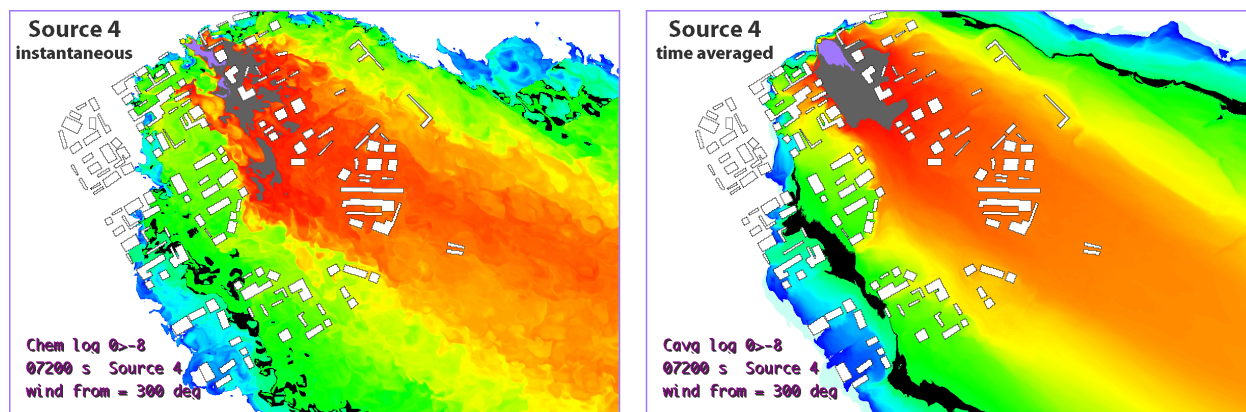 Source 4
instantaneous
Chem log 0>-8
07200 s Source 4
wind from = 300 deg
Source 4
time averaged
Cavg log 0>-8
07200 s Source 4
wind from = 300 deg